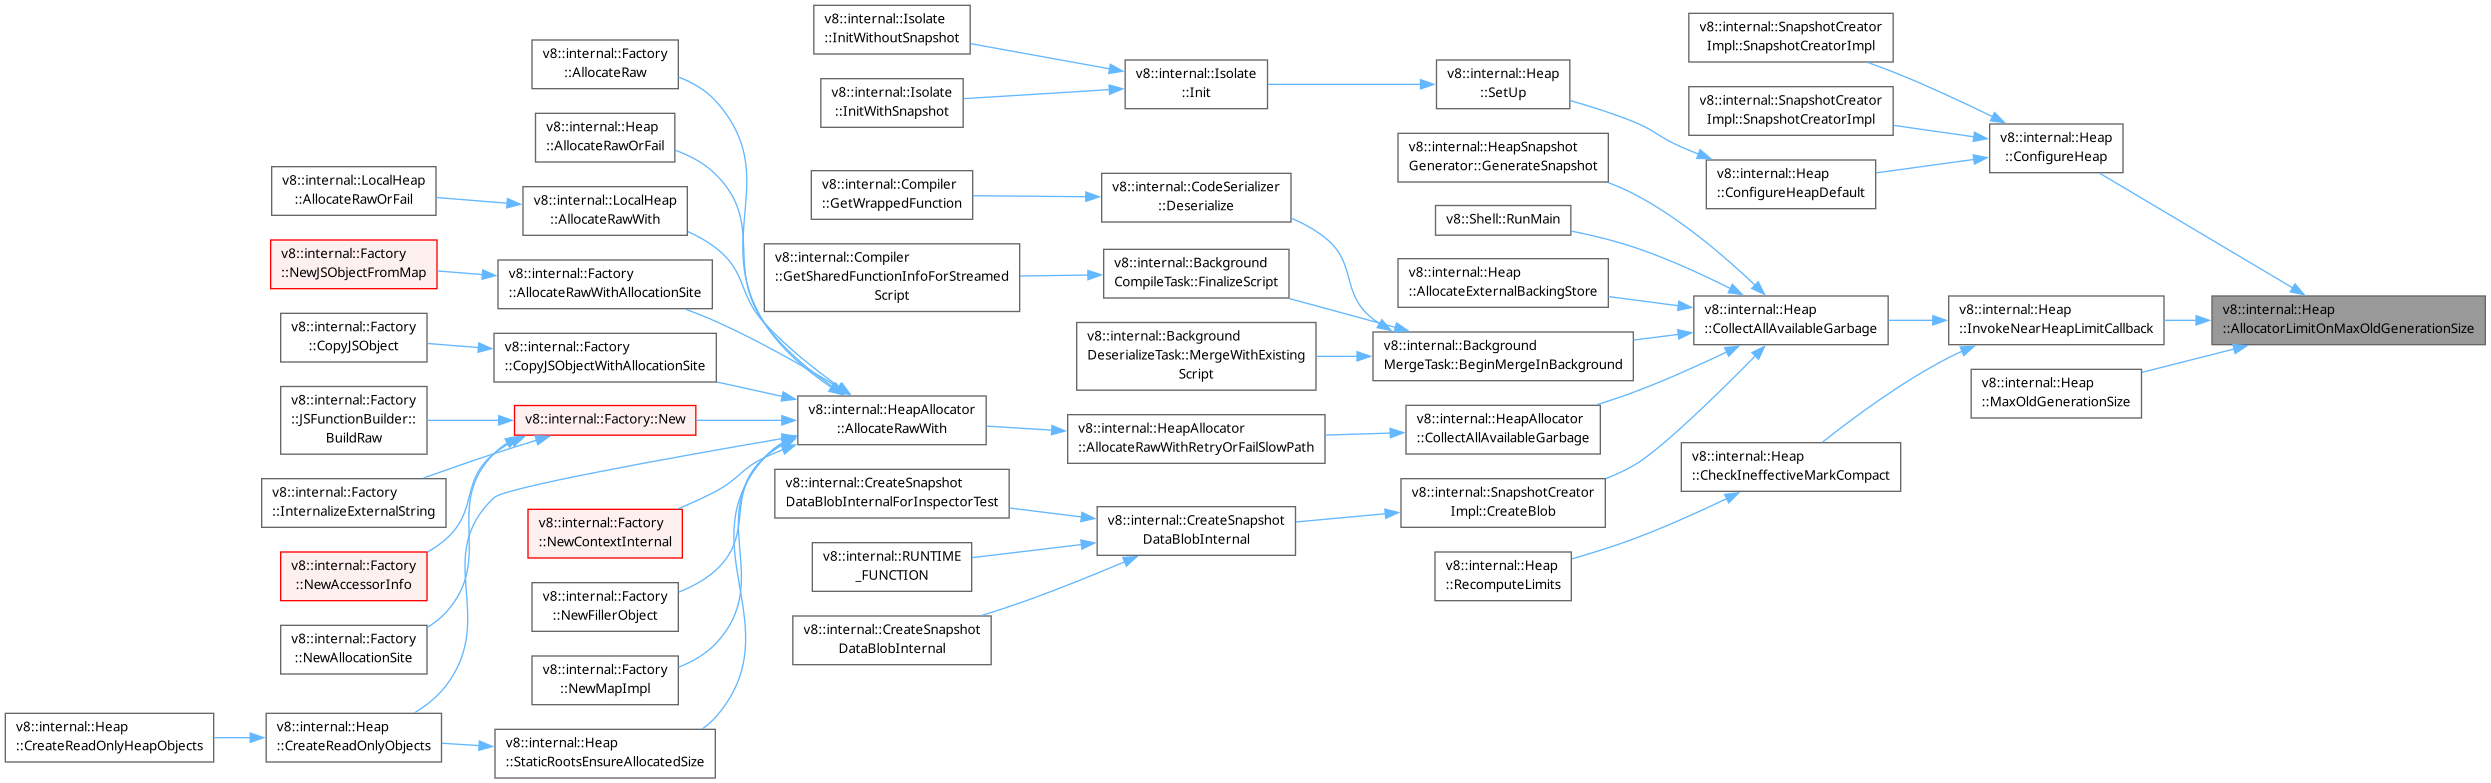 v8::internal::Heap
::CreateReadOnlyHeapObjects
v8::internal::LocalHeap
::AllocateRawOrFail
v8::internal::Factory
::NewJSObjectFromMap
v8::internal::Factory
::CopyJSObject
v8::internal::Factory
::JSFunctionBuilder::
BuildRaw
v8::internal::Factory
::InternalizeExternalString
v8::internal::Factory
::NewAccessorInfo
v8::internal::Factory
::NewAllocationSite
v8::internal::Heap
::CreateReadOnlyObjects
v8::internal::Factory
::AllocateRaw
v8::internal::Heap
::AllocateRawOrFail
v8::internal::LocalHeap
::AllocateRawWith
v8::internal::Factory
::AllocateRawWithAllocationSite
v8::internal::Factory
::CopyJSObjectWithAllocationSite
v8::internal::Factory::New
v8::internal::Factory
::NewContextInternal
v8::internal::Factory
::NewFillerObject
v8::internal::Factory
::NewMapImpl
v8::internal::Heap
::StaticRootsEnsureAllocatedSize
v8::internal::Isolate
::InitWithoutSnapshot
v8::internal::Isolate
::InitWithSnapshot
v8::internal::Compiler
::GetWrappedFunction
v8::internal::Compiler
::GetSharedFunctionInfoForStreamed
Script
v8::internal::HeapAllocator
::AllocateRawWith
v8::internal::CreateSnapshot
DataBlobInternalForInspectorTest
v8::internal::RUNTIME
_FUNCTION
v8::internal::CreateSnapshot
DataBlobInternal
v8::internal::Isolate
::Init
v8::internal::CodeSerializer
::Deserialize
v8::internal::Background
CompileTask::FinalizeScript
v8::internal::Background
DeserializeTask::MergeWithExisting
Script
v8::internal::HeapAllocator
::AllocateRawWithRetryOrFailSlowPath
v8::internal::CreateSnapshot
DataBlobInternal
v8::internal::Heap
::SetUp
v8::internal::HeapSnapshot
Generator::GenerateSnapshot
v8::Shell::RunMain
v8::internal::Heap
::AllocateExternalBackingStore
v8::internal::Background
MergeTask::BeginMergeInBackground
v8::internal::HeapAllocator
::CollectAllAvailableGarbage
v8::internal::SnapshotCreator
Impl::CreateBlob
v8::internal::Heap
::RecomputeLimits
v8::internal::SnapshotCreator
Impl::SnapshotCreatorImpl
v8::internal::SnapshotCreator
Impl::SnapshotCreatorImpl
v8::internal::Heap
::ConfigureHeapDefault
v8::internal::Heap
::CollectAllAvailableGarbage
v8::internal::Heap
::CheckIneffectiveMarkCompact
v8::internal::Heap
::ConfigureHeap
v8::internal::Heap
::InvokeNearHeapLimitCallback
v8::internal::Heap
::MaxOldGenerationSize
v8::internal::Heap
::AllocatorLimitOnMaxOldGenerationSize